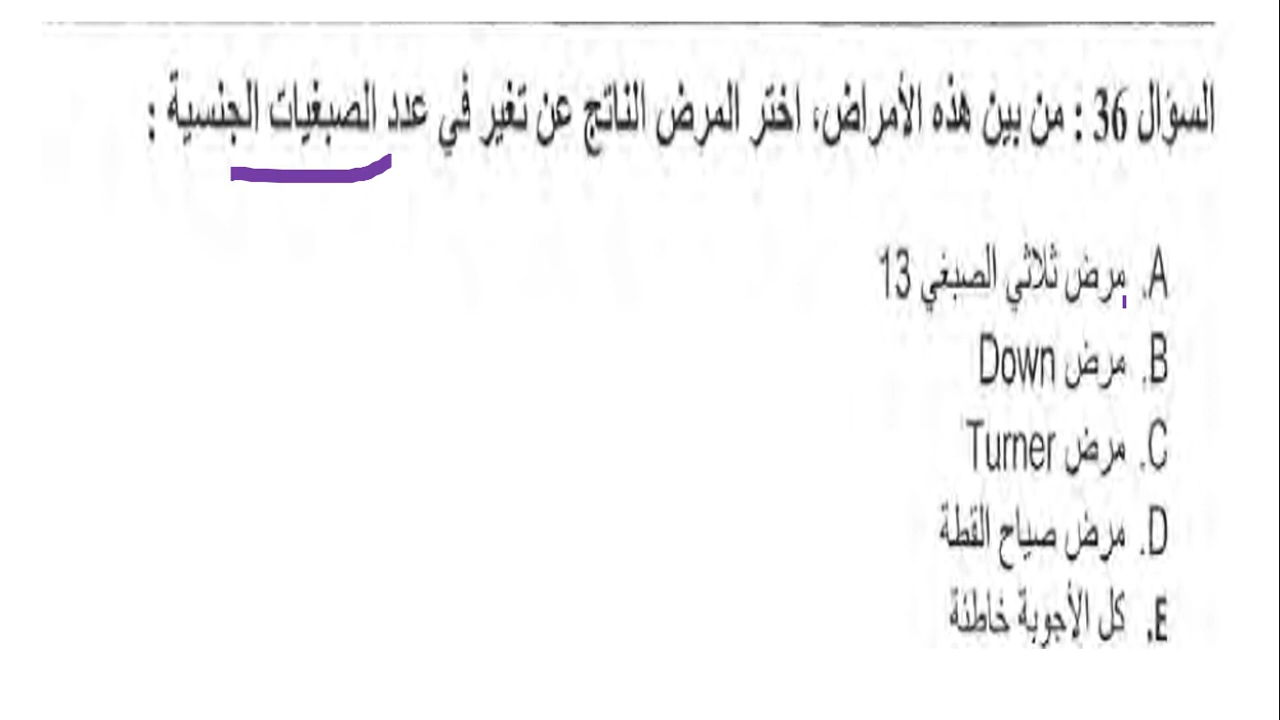 السؤال 36 : من بين هذه الأمراض، اختر المرض الناتج عن تغير في عدد الصبغيات الجنسية :
A. مرض ثلاثي الصبغي 13
B. مرض Down
C. مرض Turner
D. مرض صياح القطة
E. كل الأجوبة خاطئة